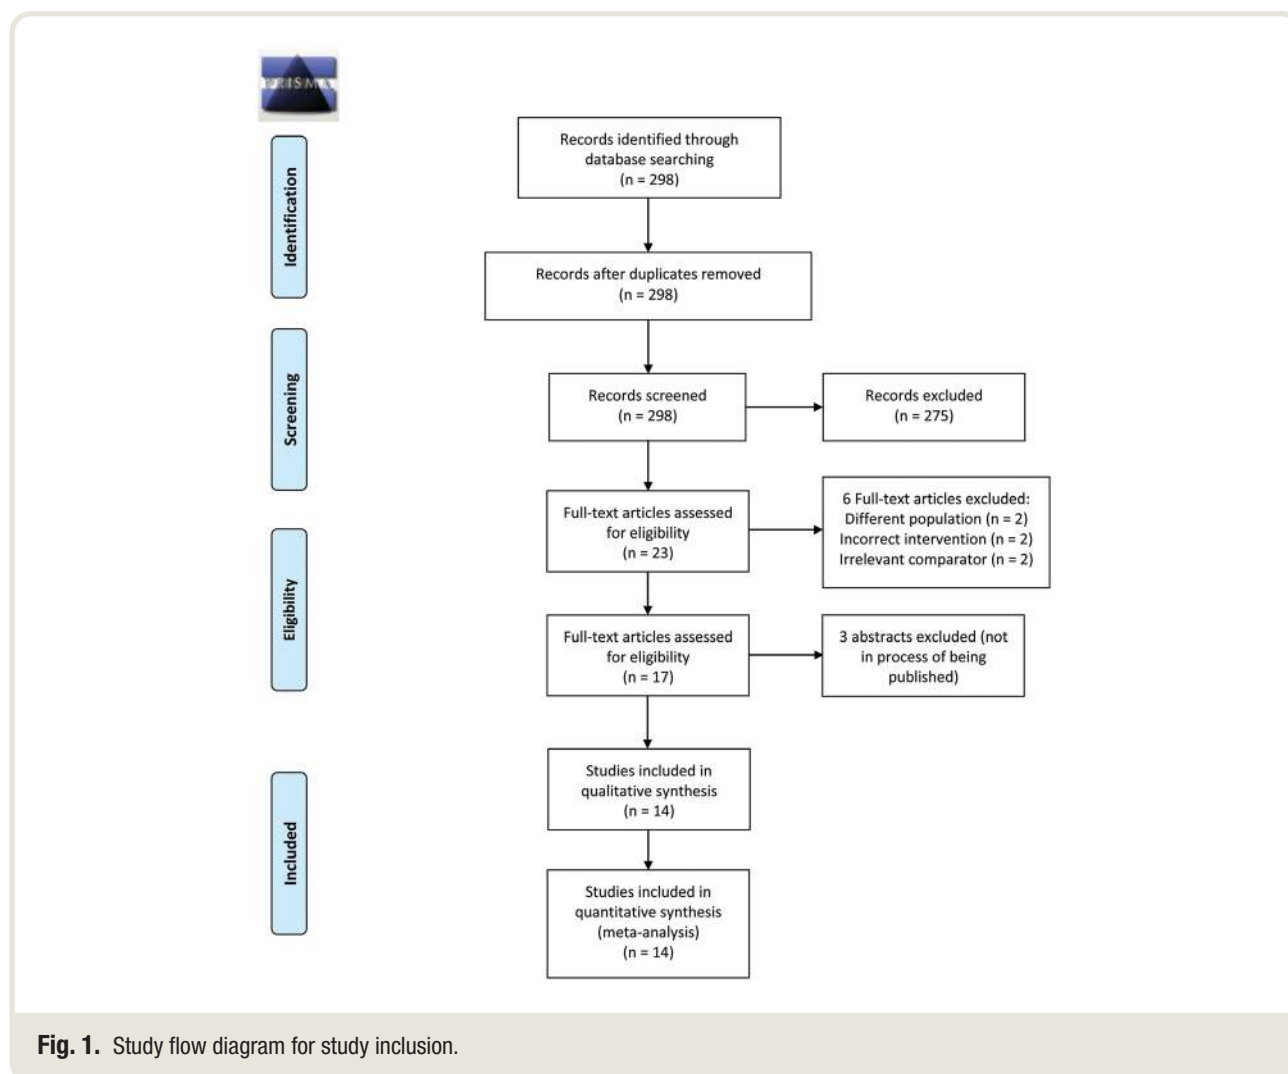 PRISMA
Identification
Records identified through
database searching
(n = 298)
Records after duplicates removed
(n = 298)
Screening
Records screened
(n = 298)
Records excluded
(n = 275)
Eligibility
Full-text articles assessed
for eligibility
(n = 23)
6 Full-text articles excluded:
Different population (n = 2)
Incorrect intervention (n = 2)
Irrelevant comparator (n = 2)
Full-text articles assessed
for eligibility
(n = 17)
3 abstracts excluded (not
in process of being
published)
Included
Studies included in
qualitative synthesis
(n = 14)
Studies included in
quantitative synthesis
(meta-analysis)
(n = 14)
Fig. 1. Study flow diagram for study inclusion.